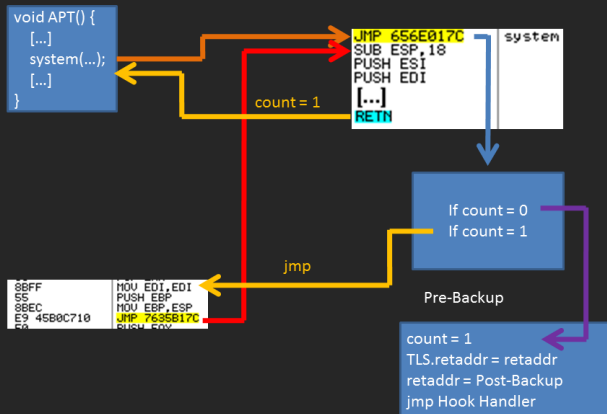 void APT() {
[...]
system(...);
[...]
}
JMP 656E017C
system
SUB ESP,18
PUSH ESI
PUSH EDI
[...]
RETN
count = 1
If count = 0
If count = 1
jmp
8BFF MOV EDI,EDI
55 PUSH EBP
8BEC MOV EBP,ESP
E9 45B0C710 JMP 7635B17C
Pre-Backup
count = 1
TLS.retaddr = retaddr
retaddr = Post-Backup
jmp Hook Handler